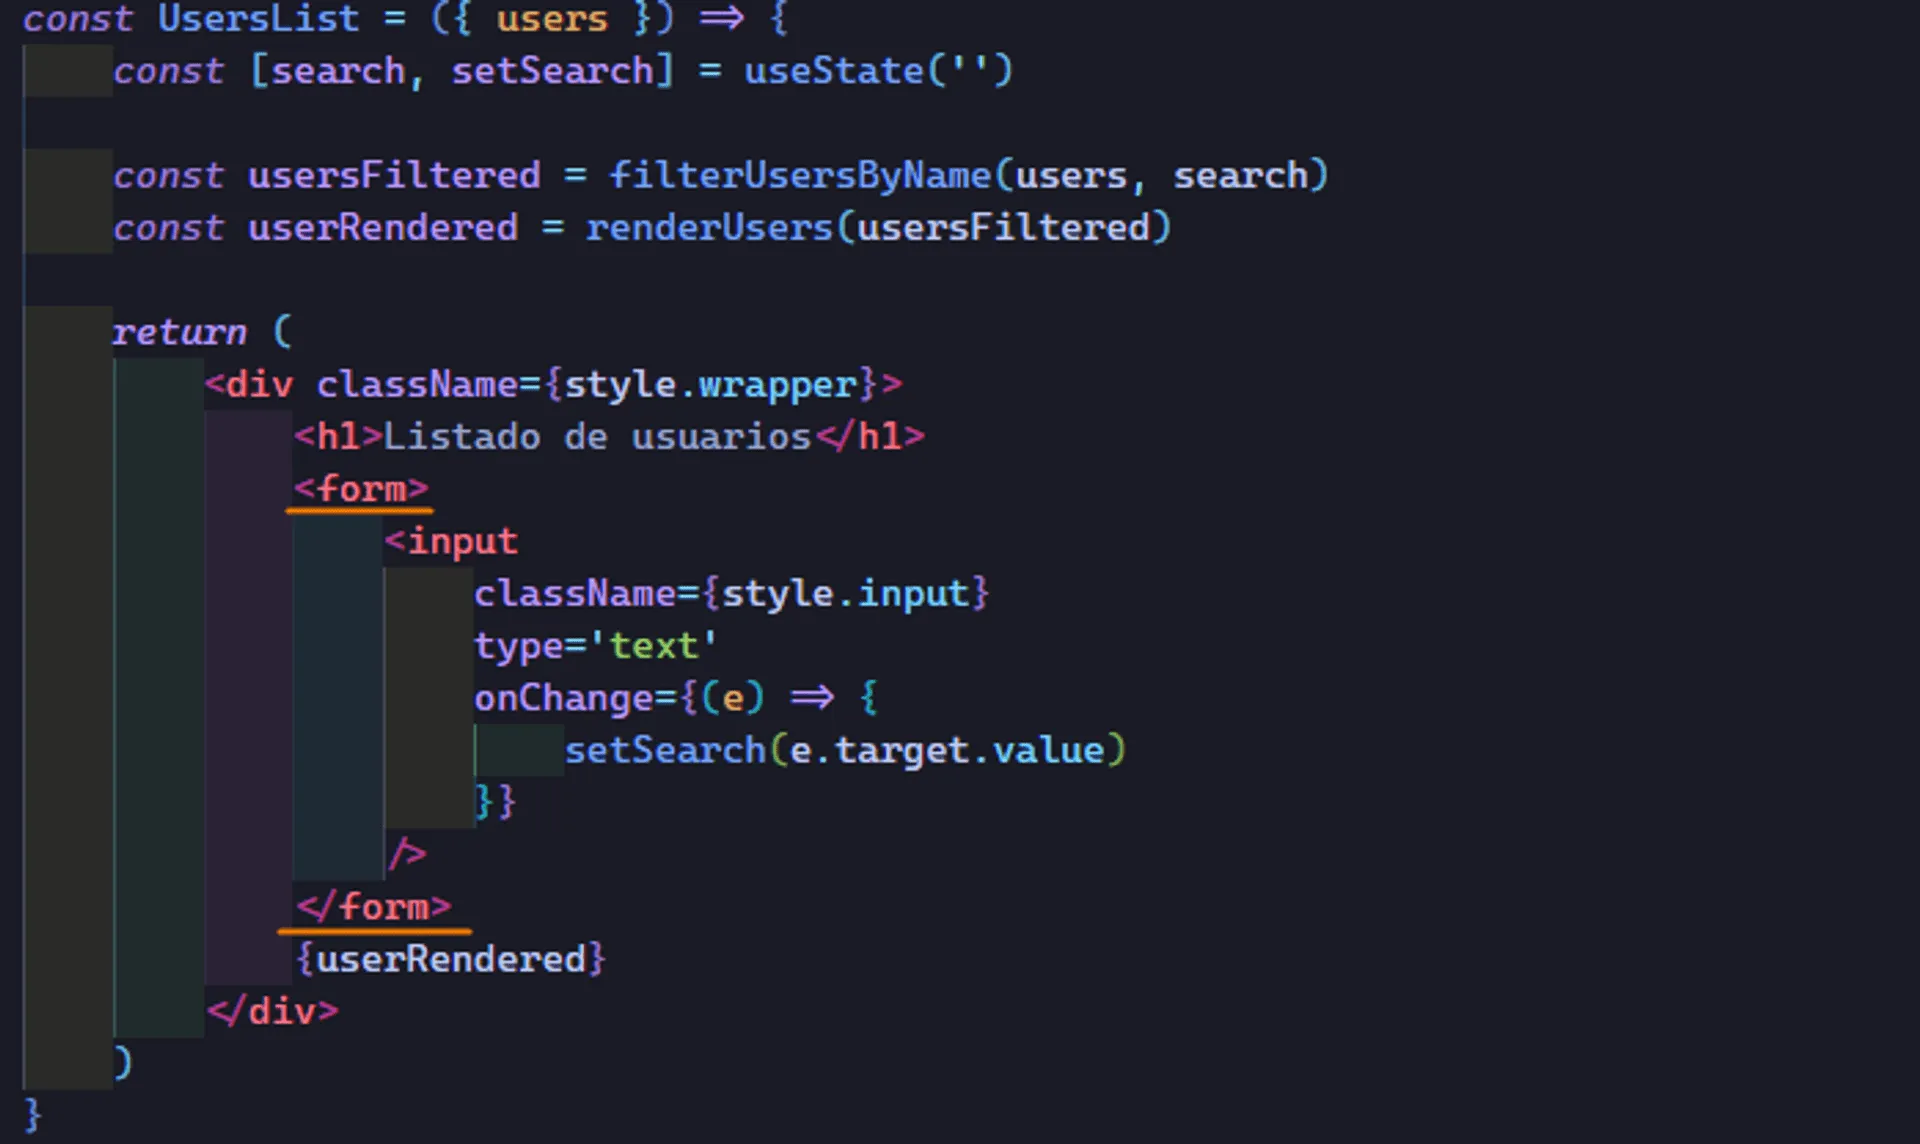 const UsersList = ({ users }) => {
const [search, setSearch] = useState('')
const usersFiltered = filterUsersByName(users, search)
const userRendered = renderUsers(usersFiltered)
return (
<div className={style.wrapper}>
<h1>Listado de usuarios</h1>
<form>
<input
className={style.input}
type='text'
onChange={(e) => {
setSearch(e.target.value)
}}
/>
</form>
{userRendered}
</div>
)
}